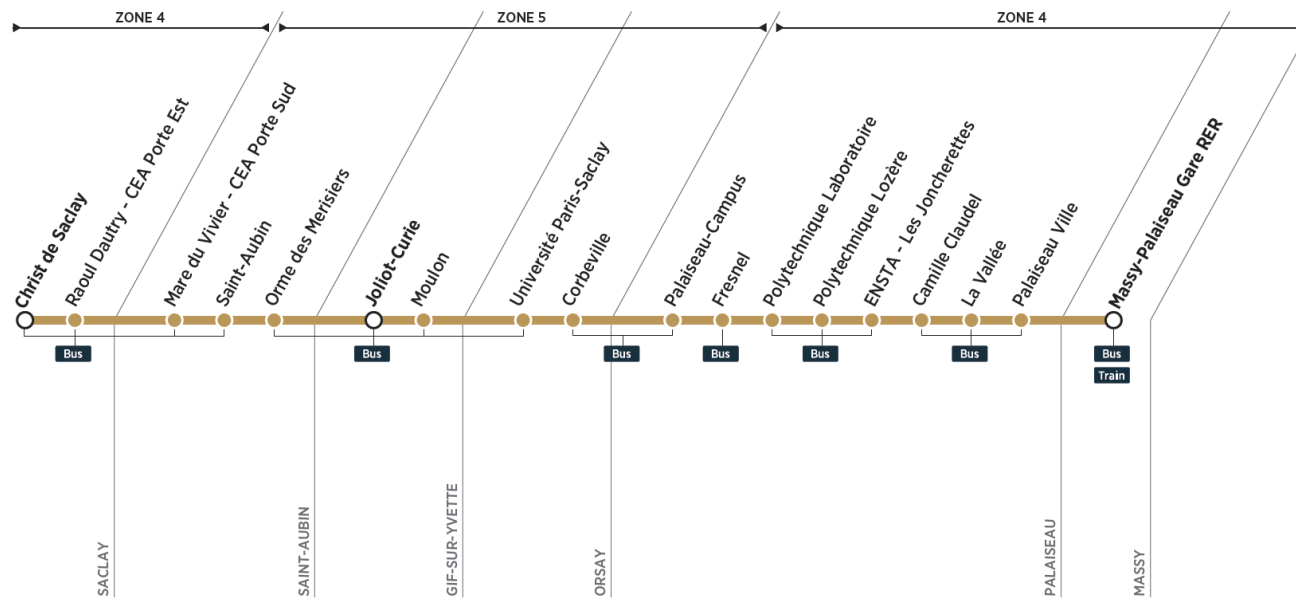 ZONE 4
ZONE 5
ZONE 4
Christ de Saclay
Raoul Dautry - CEA Porte Est
Mare du Vivier - CEA Porte Sud
Saint-Aubin
Orme des Merisiers
Joliot-Curie
Moulon
Université Paris-Saclay
Corbeville
Palaiseau-Campus
Fresnel
Polytechnique Laboratoire
Polytechnique Lozère
ENSTA - Les Joncherettes
Camille Claudel
La Vallée
Palaiseau Ville
Massy-Palaiseau Gare RER
Bus
Bus
Bus
Bus
Bus
Bus
Bus
Train
SACLAY
SAINT-AUBIN
GIF-SUR-YVETTE
ORSAY
PALAISEAU
MASSY